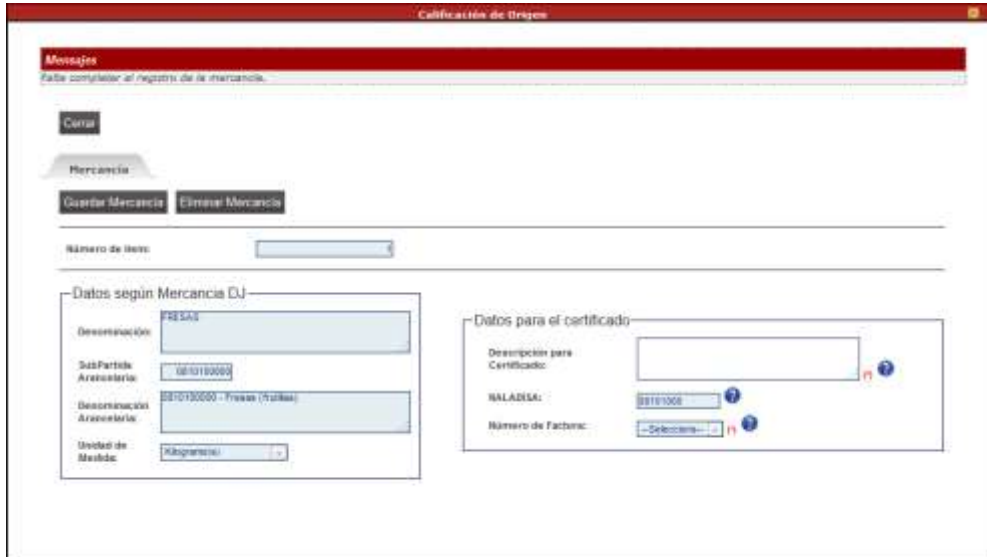 Calificación de Origen
Mensajes
Falta completar el registro de la mercancía.
Cerrar
Mercancía
Guardar Mercancía Eliminar Mercancía
Número de Item: 1
Datos según Mercancia DJ
Denominación: FRESAS
SubPartida Arancelaria: 0810100000
Denominación Arancelaria: 0810100000 - Fresas (frutillas)
Unidad de Medida: Kilogramo(s)
Datos para el certificado
Descripción para Certificado: (*)
NALADISA: 08101000
Número de Factura: --Seleccione-- (*)